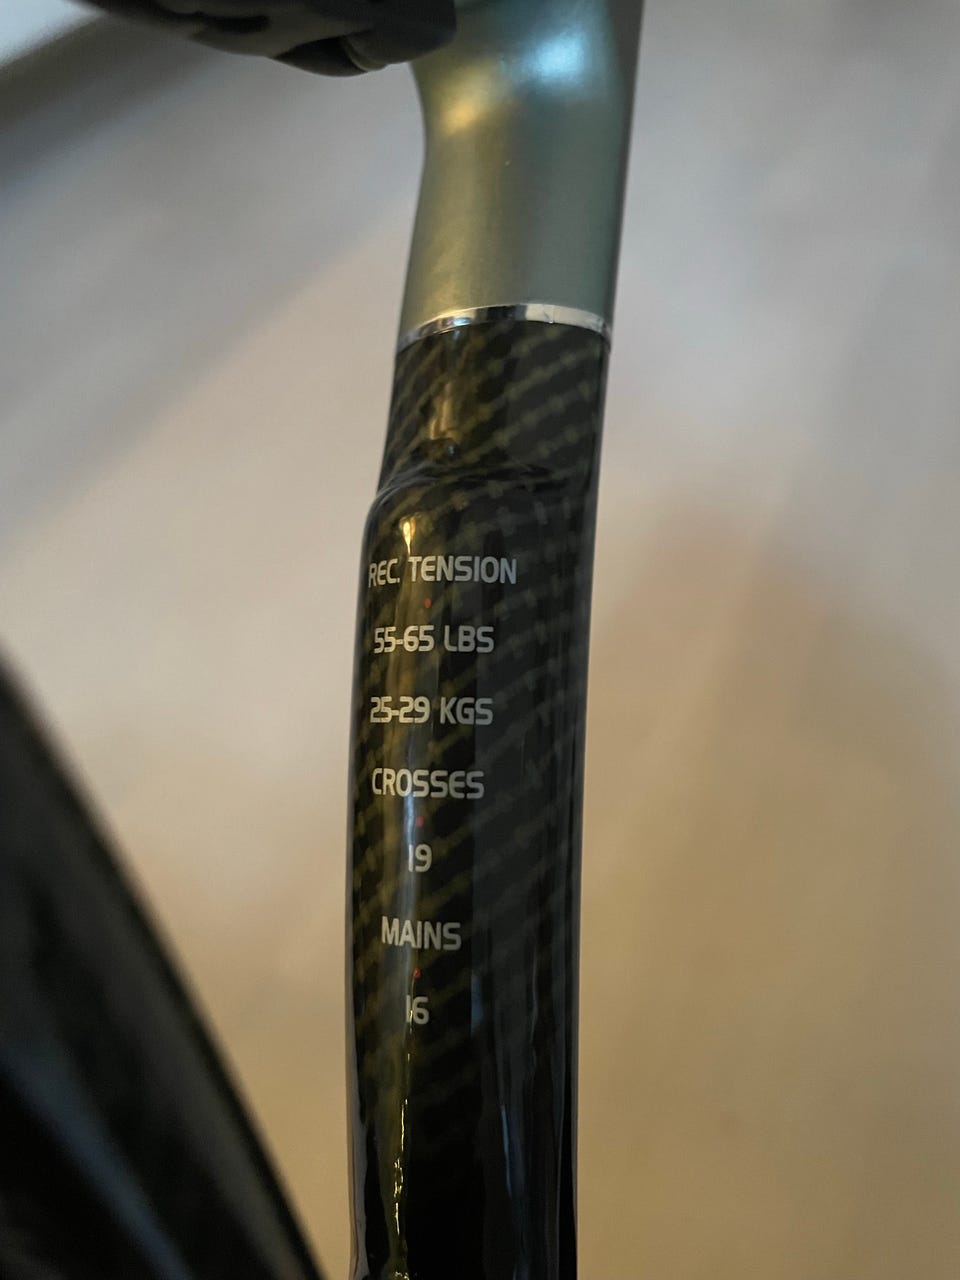 REC. TENSION
55-65 LBS
25-29 KGS
CROSSES
19
MAINS
16